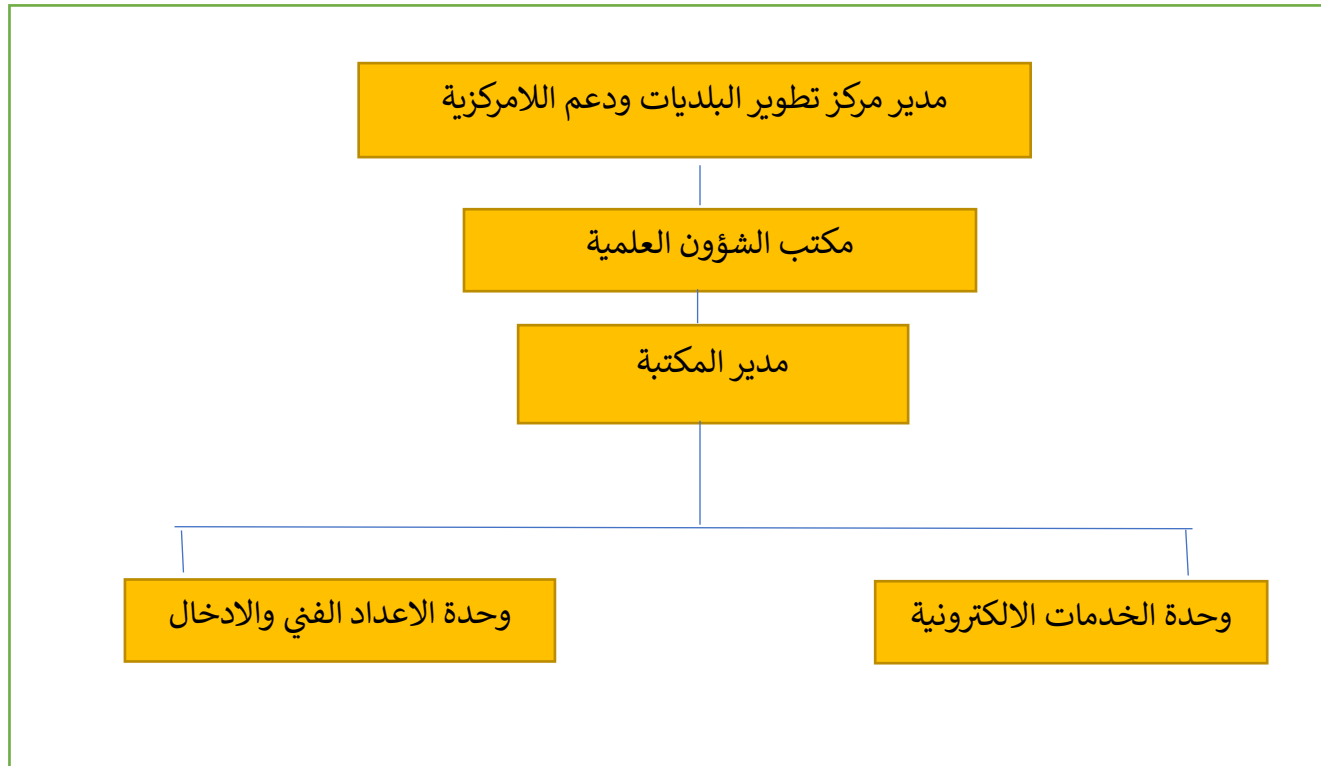 مدير مركز تطوير البلديات ودعم اللامركزية
مكتب الشؤون العلمية
مدير المكتبة
وحدة الخدمات الالكترونية
وحدة الاعداد الفني والادخال